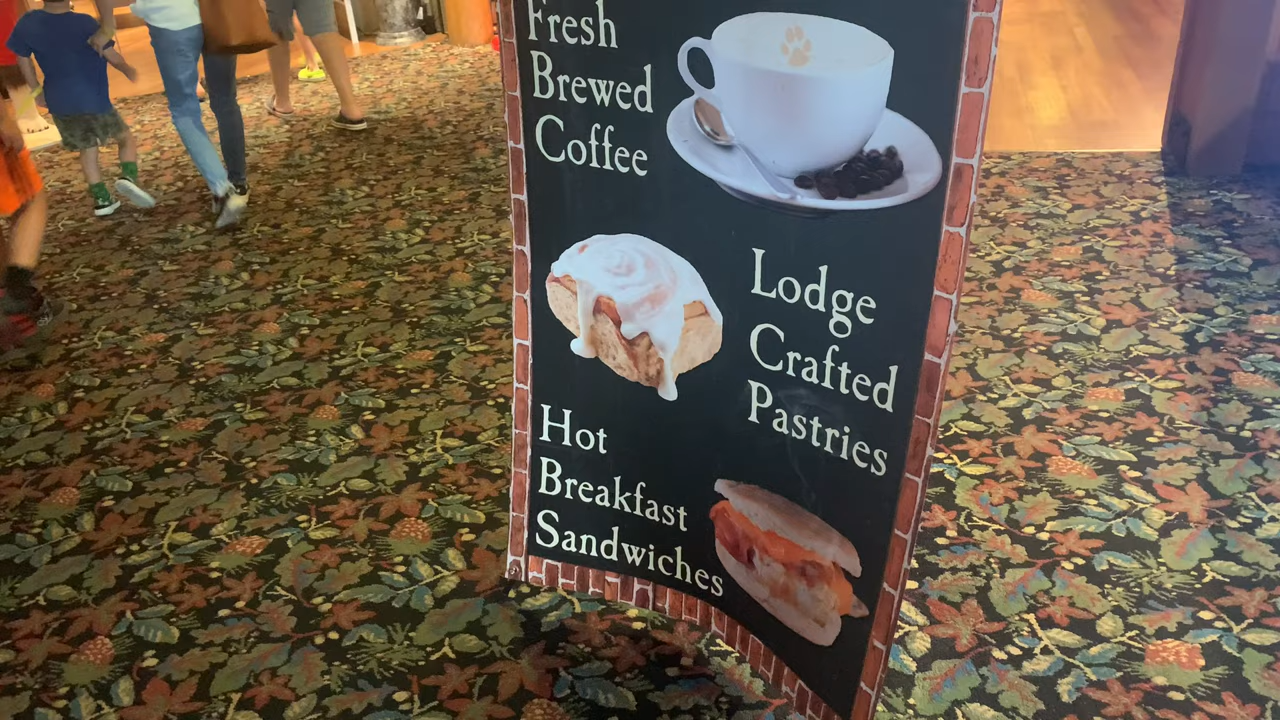 Fresh
Brewed
Coffee
Lodge
Crafted
Pastries
Hot
Breakfast
Sandwiches